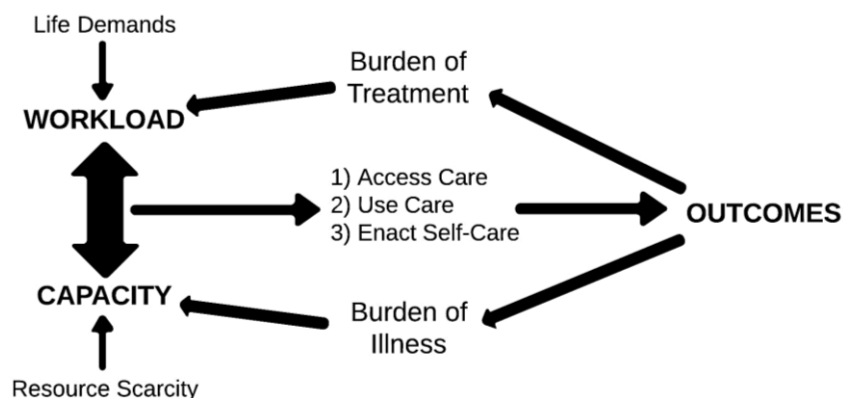 Life Demands
Burden of
Treatment
WORKLOAD
1) Access Care
2) Use Care
3) Enact Self-Care
OUTCOMES
CAPACITY
Burden of
Illness
Resource Scarcity